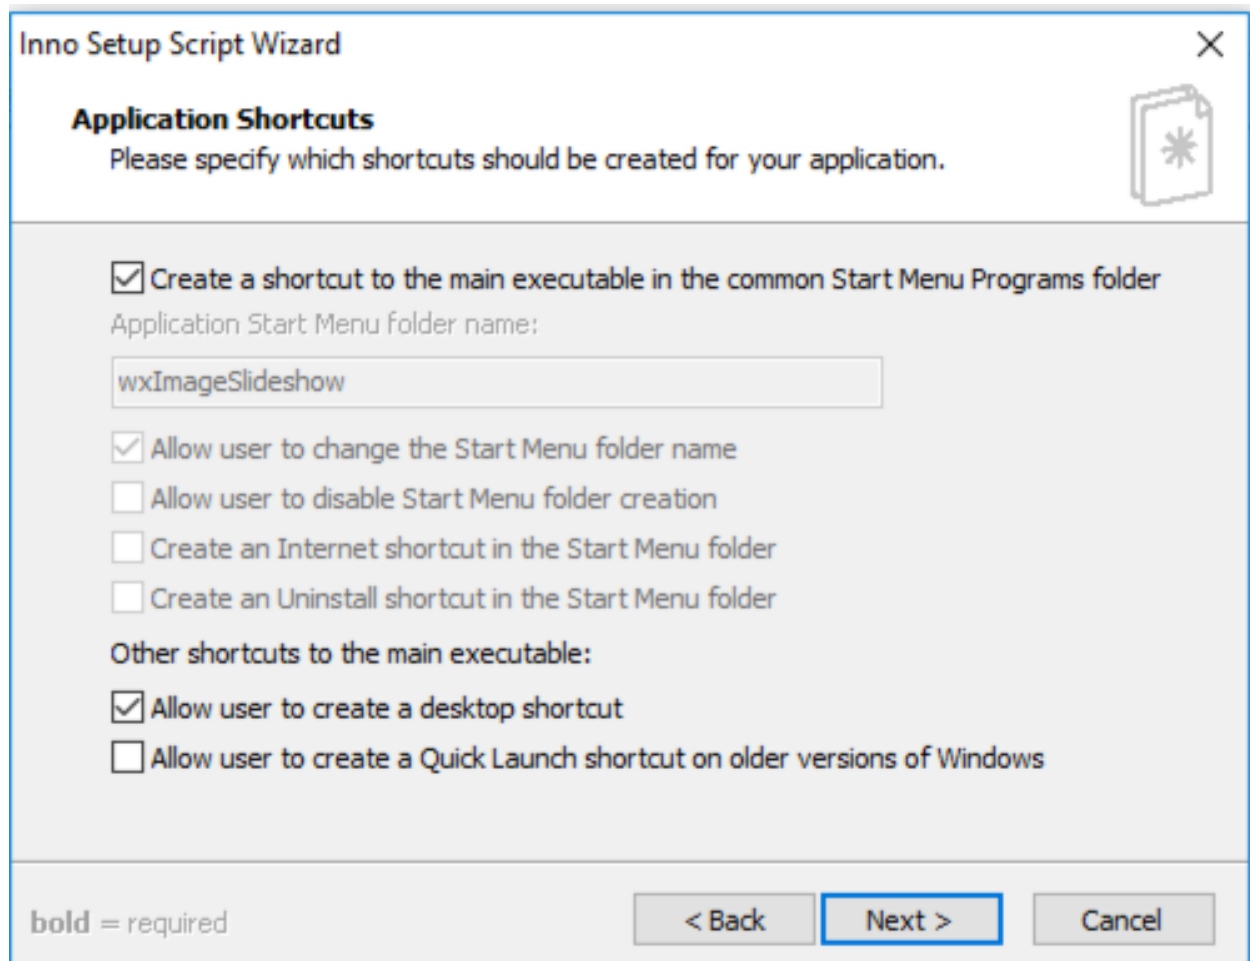 Inno Setup Script Wizard
Application Shortcuts
Please specify which shortcuts should be created for your application.
Create a shortcut to the main executable in the common Start Menu Programs folder
Application Start Menu folder name:
wxImageSlideshow
Allow user to change the Start Menu folder name
Allow user to disable Start Menu folder creation
Create an Internet shortcut in the Start Menu folder
Create an Uninstall shortcut in the Start Menu folder
Other shortcuts to the main executable:
Allow user to create a desktop shortcut
Allow user to create a Quick Launch shortcut on older versions of Windows
bold = required
< Back
Next >
Cancel